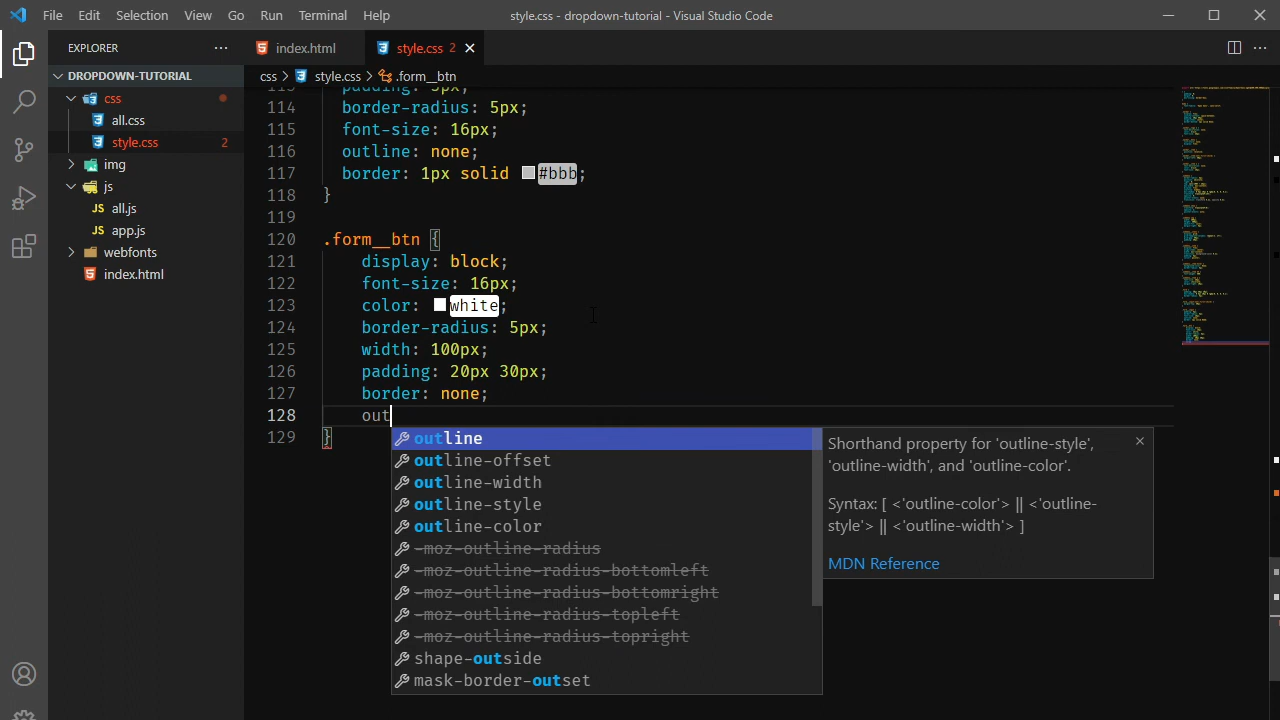 File Edit Selection View Go Run Terminal Help
style.css - dropdown-tutorial - Visual Studio Code
EXPLORER
index.html
style.css 2
DROPDOWN-TUTORIAL
css
all.css
style.css 2
img
js
JS all.js
JS app.js
webfonts
index.html
css > style.css > .form__btn
113 padding: 5px;
114 border-radius: 5px;
115 font-size: 16px;
116 outline: none;
117 border: 1px solid #bbb;
118 }
119
120 .form__btn {
121 display: block;
122 font-size: 16px;
123 color: white;
124 border-radius: 5px;
125 width: 100px;
126 padding: 20px 30px;
127 border: none;
128 out
129 }
outline
outline-offset
outline-width
outline-style
outline-color
-moz-outline-radius
-moz-outline-radius-bottomleft
-moz-outline-radius-bottomright
-moz-outline-radius-topleft
-moz-outline-radius-topright
shape-outside
mask-border-outset
Shorthand property for 'outline-style',
'outline-width', and 'outline-color'.
Syntax: [ <'outline-color'> || <'outline-
style'> || <'outline-width'> ]
MDN Reference